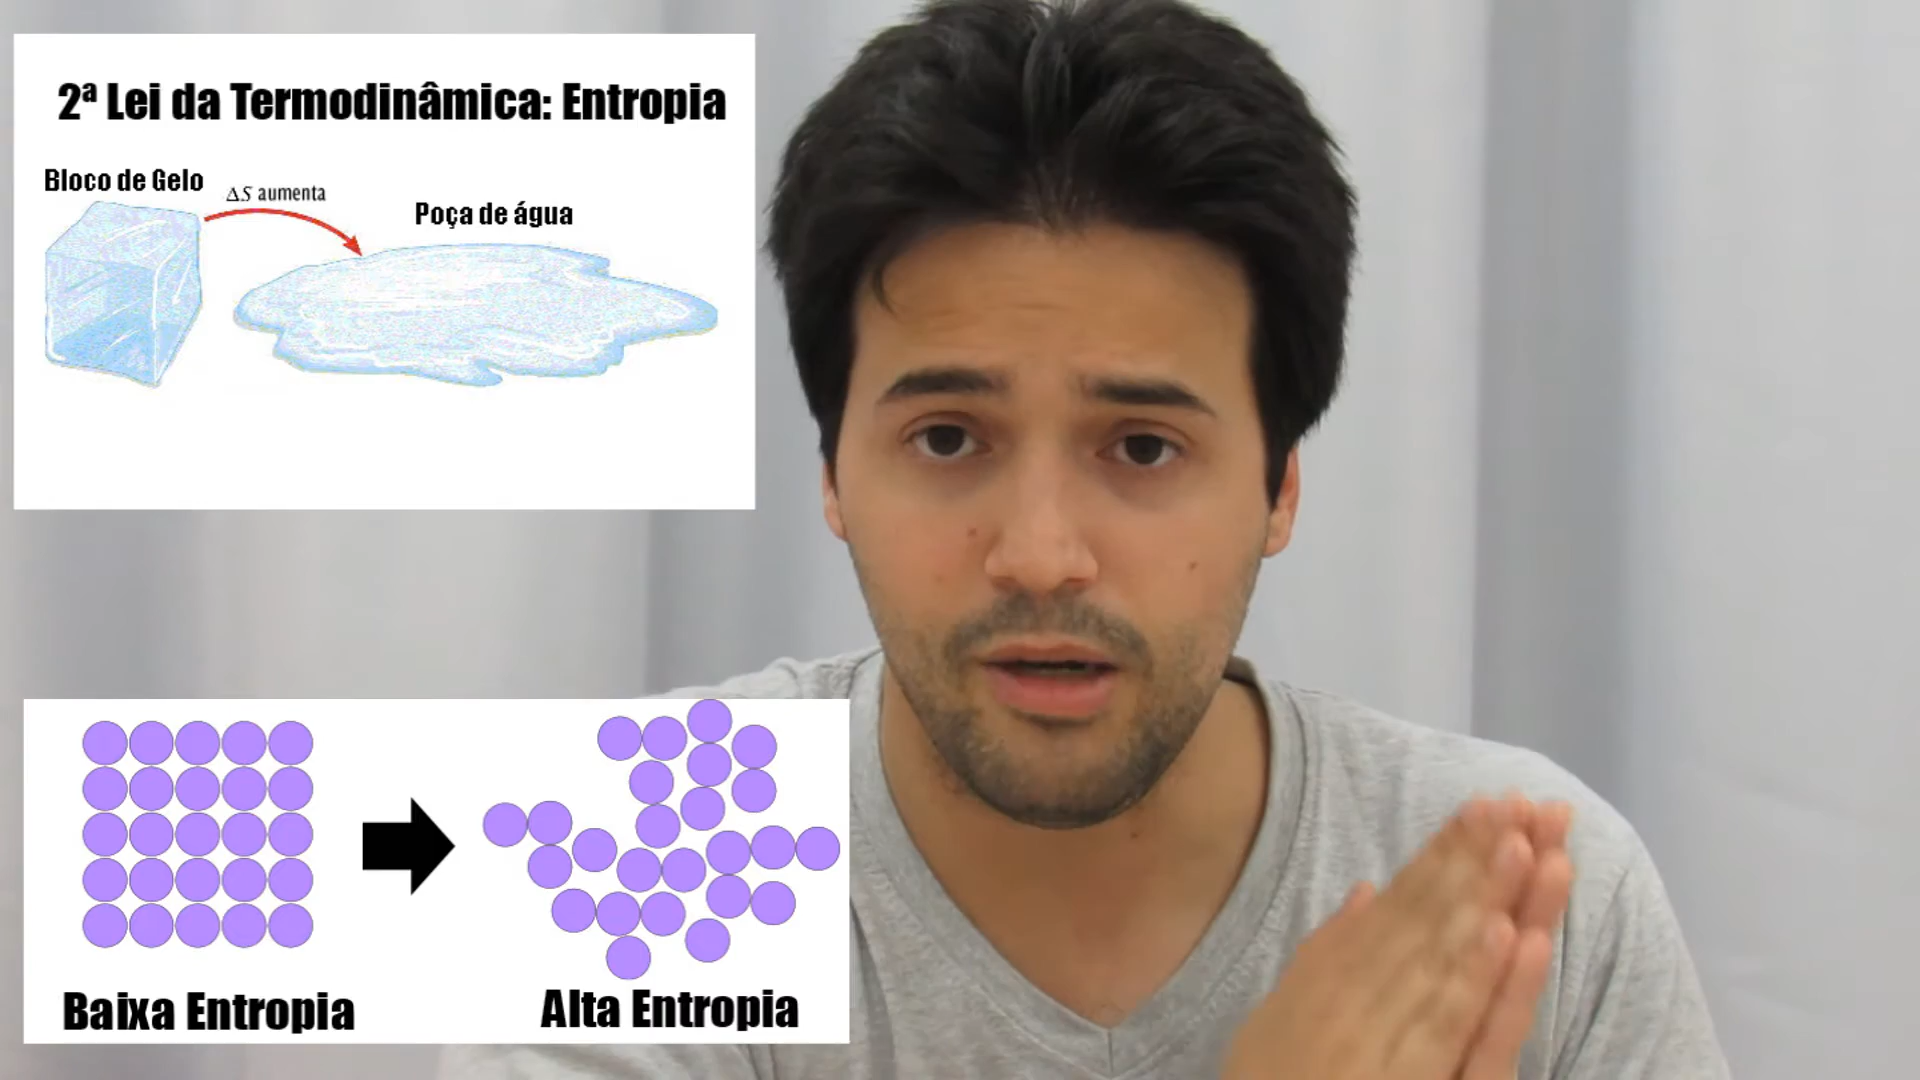 2ª Lei da Termodinâmica: Entropia
Bloco de Gelo
ΔS aumenta
Poça de água
Baixa Entropia
Alta Entropia